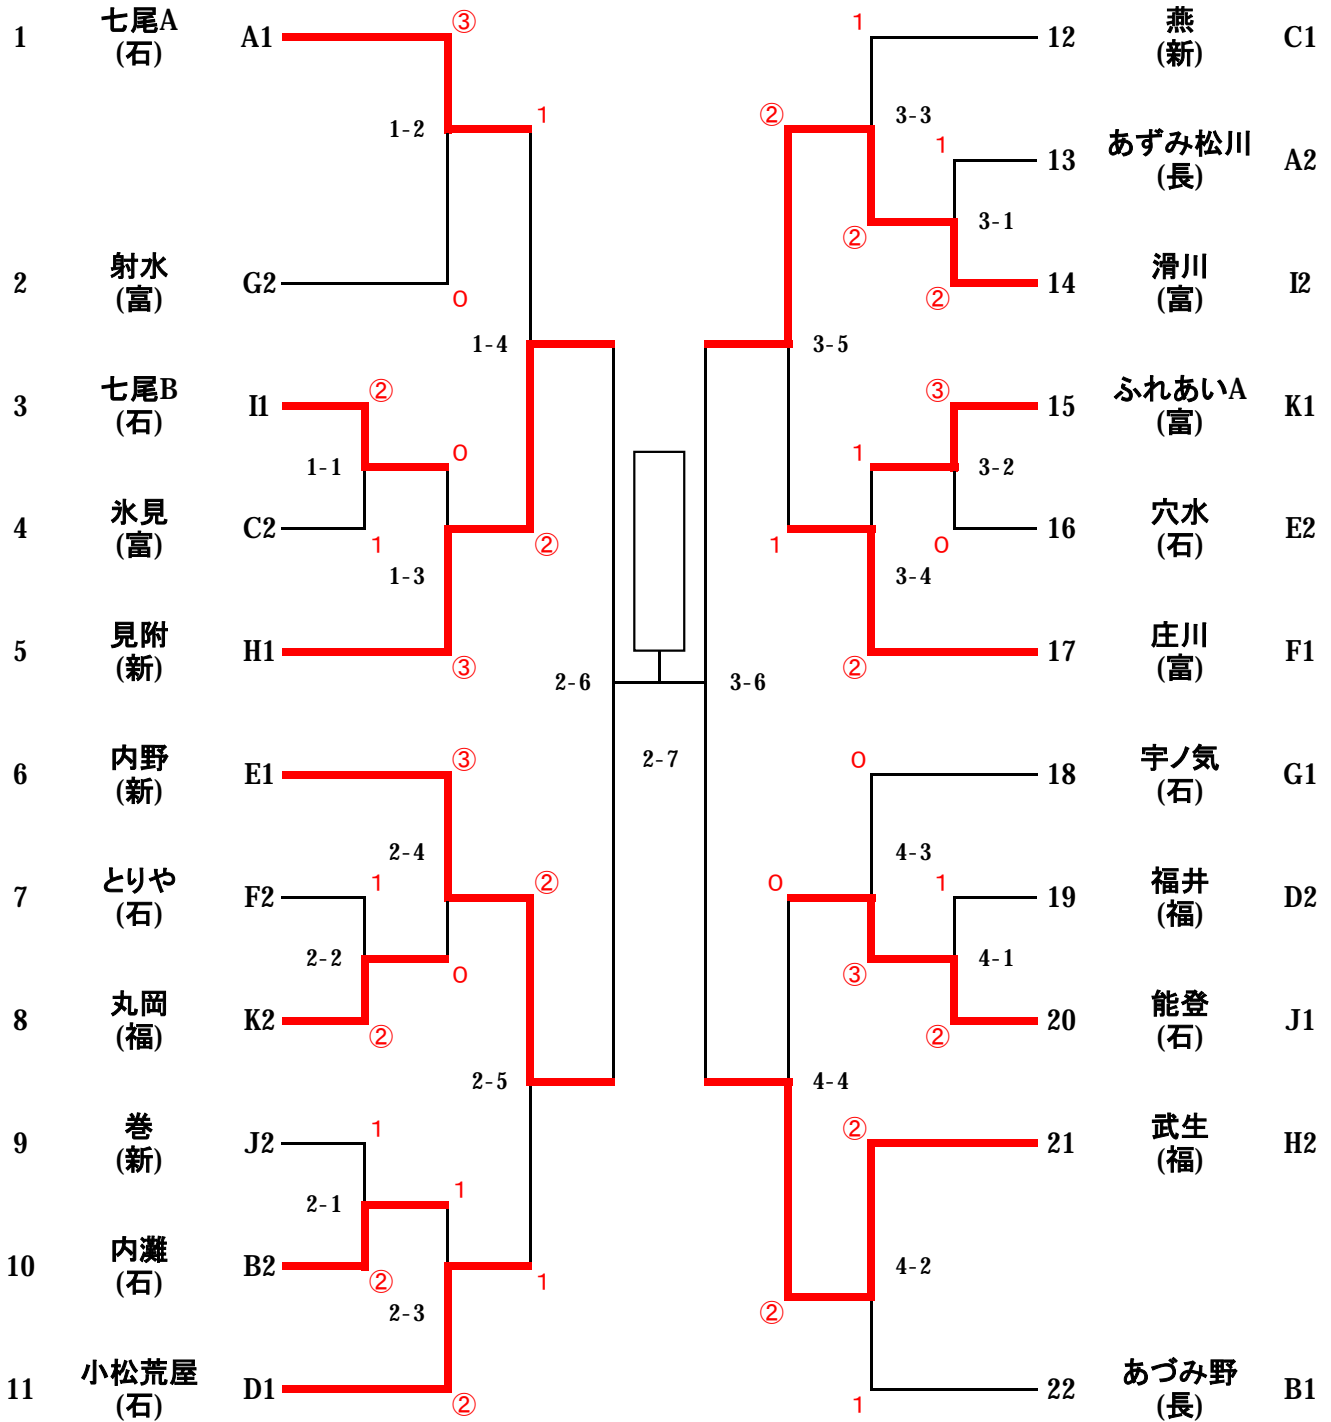 1 七尾A (石) A1 ③
1-2 1
2 射水 (富) G2 0
1-4
3 七尾B (石) I1 ②
1-1 0
4 氷見 (富) C2 1
1-3 ②
5 見附 (新) H1 ③
2-6
6 内野 (新) E1 ③
2-4 ②
7 とりや (石) F2 1
2-2 0
8 丸岡 (福) K2 ②
2-5
9 巻 (新) J2 1
2-1 1
10 内灘 (石) B2 ②
2-3 1
11 小松荒屋 (石) D1 ②
2-7
1 12 燕 (新) C1
② 3-3
1 13 あずみ松川 (長) A2
② 3-1
② 14 滑川 (富) I2
3-5
③ 15 ふれあいA (富) K1
1 3-2
0 16 穴水 (石) E2
1 3-4
② 17 庄川 (富) F1
3-6
0 18 宇ノ気 (石) G1
4-3
0 1 19 福井 (福) D2
③ 4-1
② 20 能登 (石) J1
4-4
② 21 武生 (福) H2
② 4-2
1 22 あづみ野 (長) B1